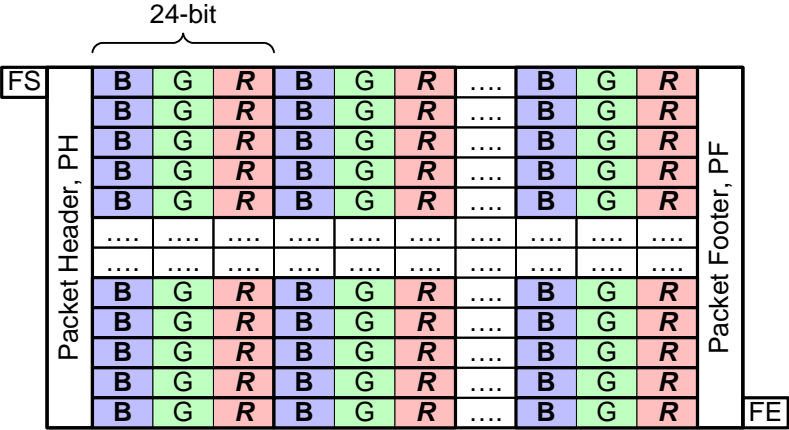 24-bit
FS B G R B G R .... B G R
B G R B G R .... B G R
B G R B G R .... B G R
B G R B G R .... B G R
B G R B G R .... B G R
.... .... .... .... .... .... .... .... .... ....
.... .... .... .... .... .... .... .... .... ....
B G R B G R .... B G R
B G R B G R .... B G R
B G R B G R .... B G R
B G R B G R .... B G R
B G R B G R .... B G R FE
Packet Header, PH
Packet Footer, PF